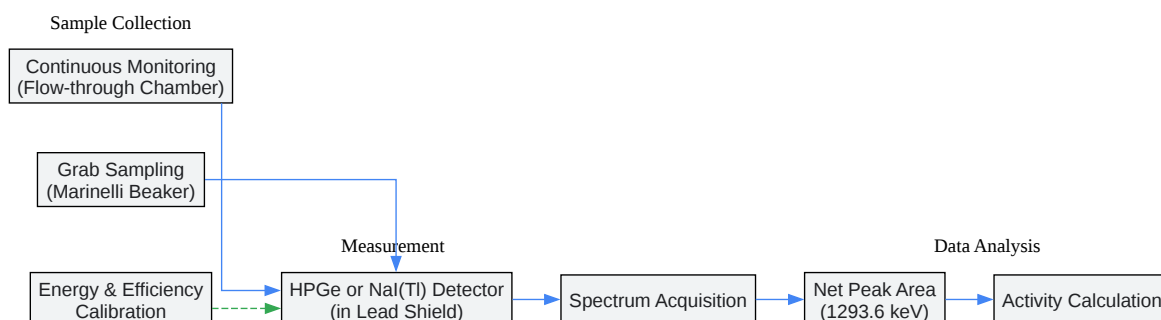 Sample Collection
Continuous Monitoring
(Flow-through Chamber)
Grab Sampling
(Marinelli Beaker)
Measurement
Data Analysis
Energy & Efficiency
Calibration
HPGe or NaI(Tl) Detector
(in Lead Shield)
Spectrum Acquisition
Net Peak Area
(1293.6 keV)
Activity Calculation